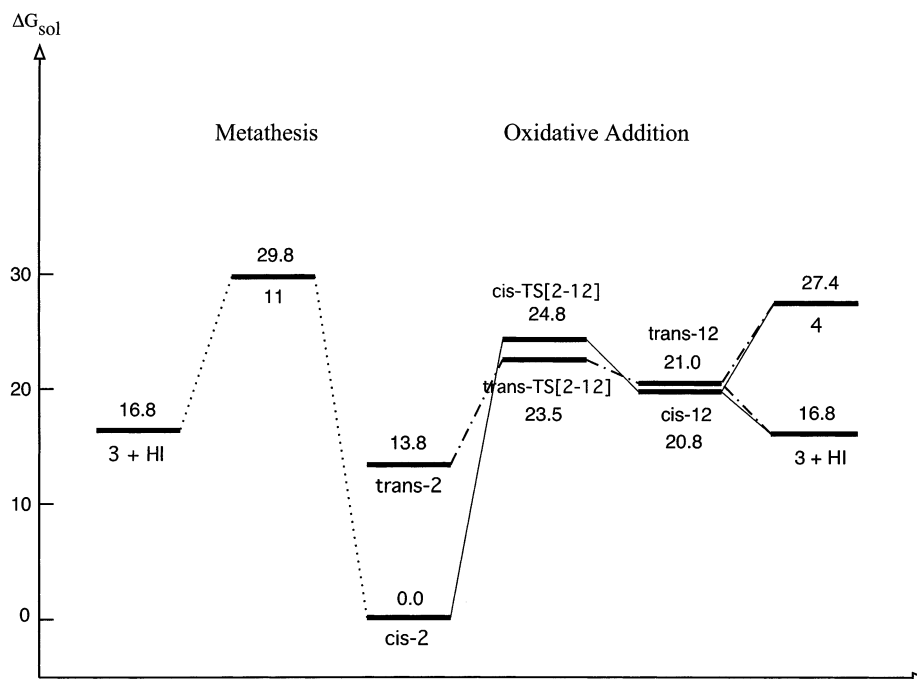 ΔGsol
Metathesis
Oxidative Addition
30
20
10
0
16.8
3 + HI
29.8
11
13.8
trans-2
0.0
cis-2
cis-TS[2-12]
24.8
trans-TS[2-12]
23.5
trans-12
21.0
cis-12
20.8
27.4
4
16.8
3 + HI